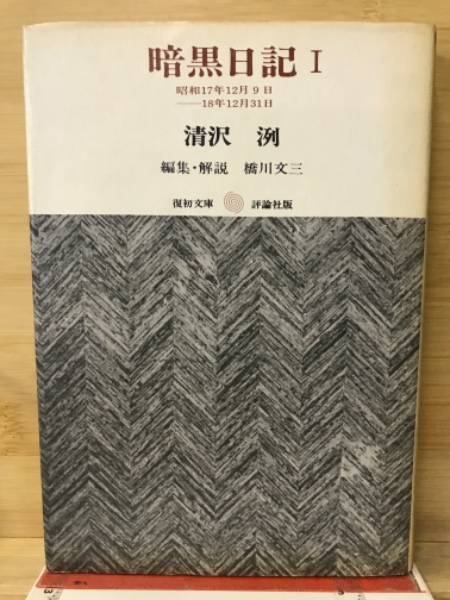 暗黒日記 I
昭和17年12月9日
——18年12月31日
清沢 洌
編集・解説 橋川文三
復初文庫 評論社版